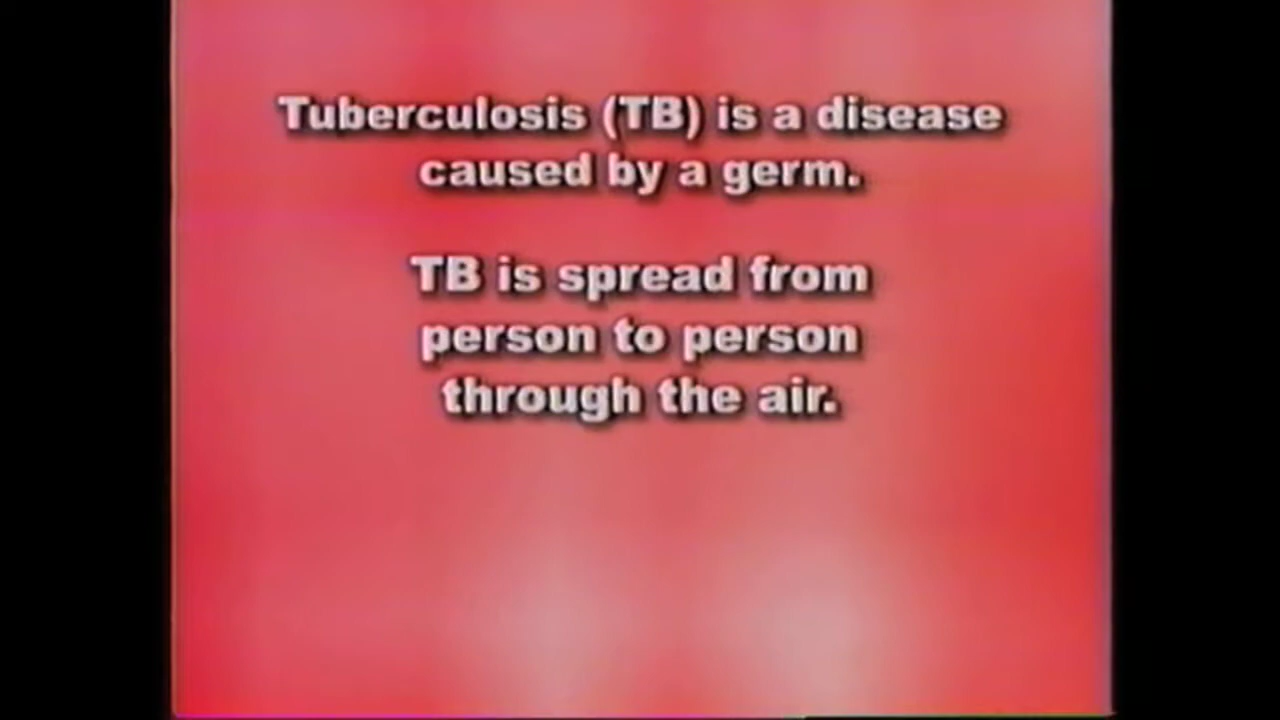 Tuberculosis (TB) is a disease
caused by a germ.
TB is spread from
person to person
through the air.